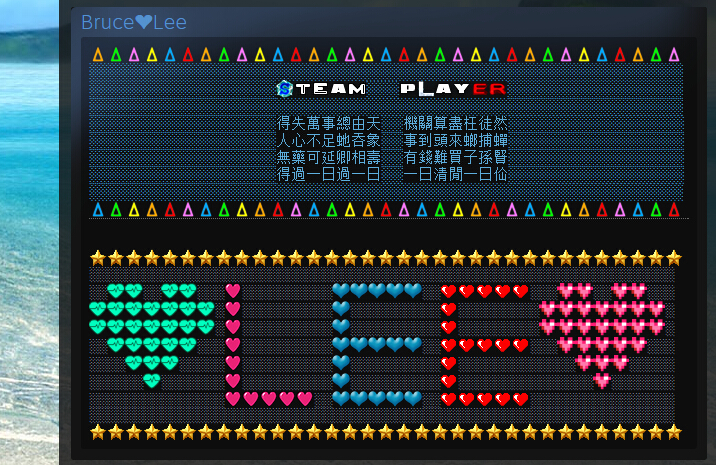 Bruce♥Lee
STEAM PLAYER
得失萬事總由天 機關算盡枉徒然
人心不足蛇吞象 事到頭來螂捕蟬
無藥可延卿相壽 有錢難買子孫賢
得過一日過一日 一日清閒一日仙
LEE